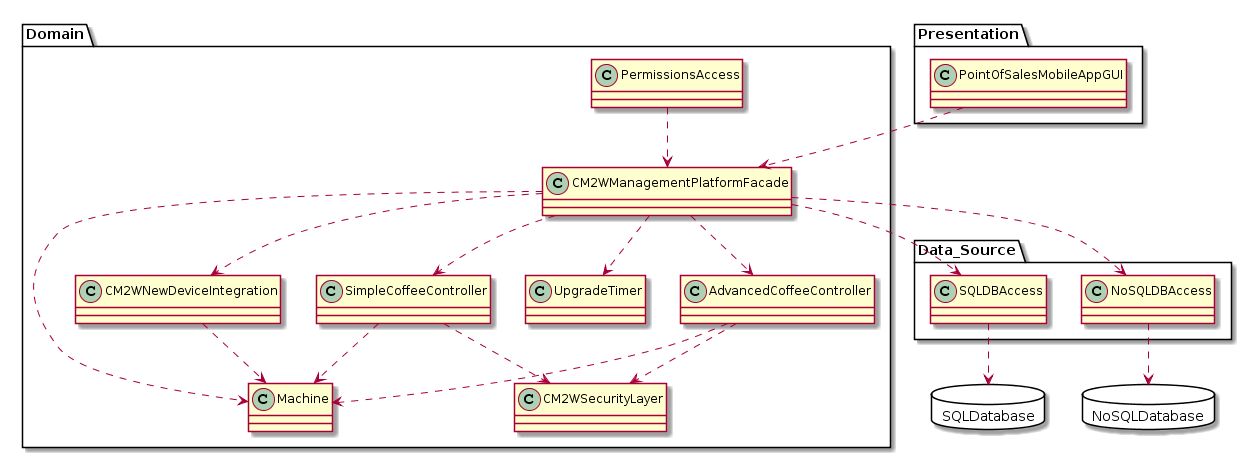 Domain
Presentation
C PermissionsAccess
C PointOfSalesMobileAppGUI
C CM2WManagementPlatformFacade
Data_Source
C CM2WNewDeviceIntegration
C SimpleCoffeeController
C UpgradeTimer
C AdvancedCoffeeController
C SQLDBAccess
C NoSQLDBAccess
C Machine
C CM2WSecurityLayer
SQLDatabase
NoSQLDatabase